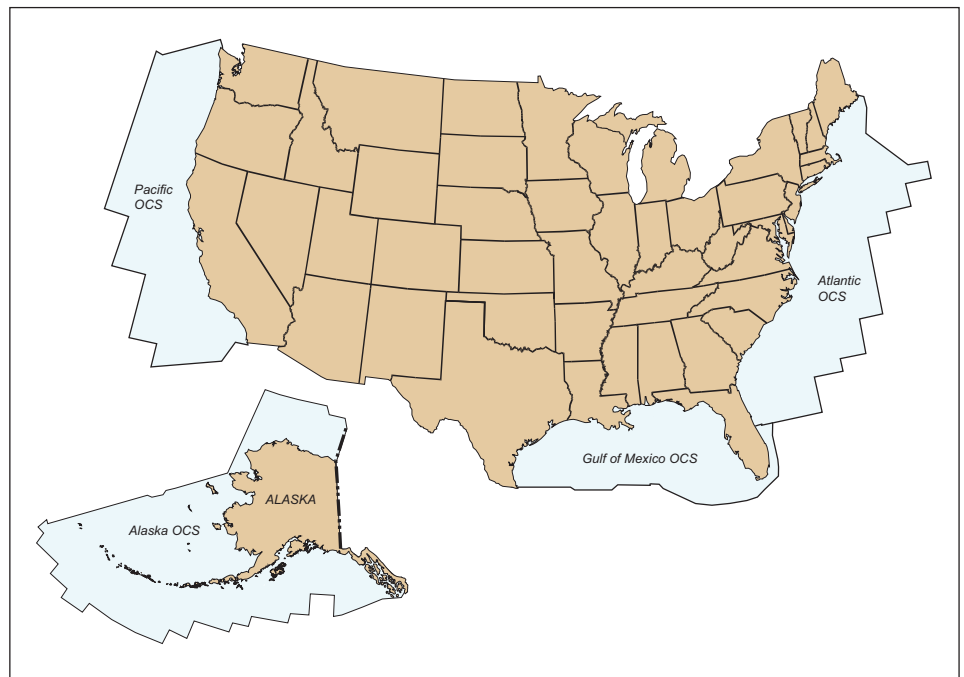 Pacific
OCS
Atlantic
OCS
Gulf of Mexico OCS
ALASKA
Alaska OCS